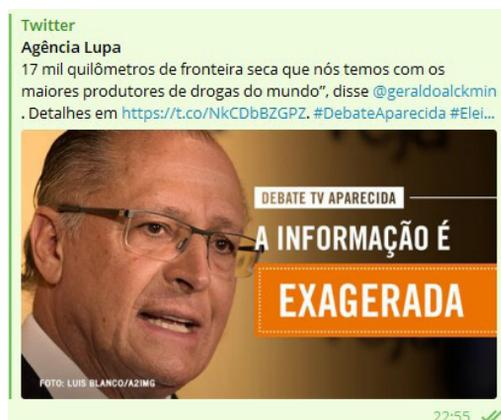 Twitter
Agência Lupa
17 mil quilômetros de fronteira seca que nós temos com os
maiores produtores de drogas do mundo”, disse @geraldoalckmin
. Detalhes em https://t.co/NkCDbBZGPZ. #DebateAparecida #Elei...
DEBATE TV APARECIDA
A INFORMAÇÃO É
EXAGERADA
FOTO: LUIS BLANCO/A2IMG
22:55